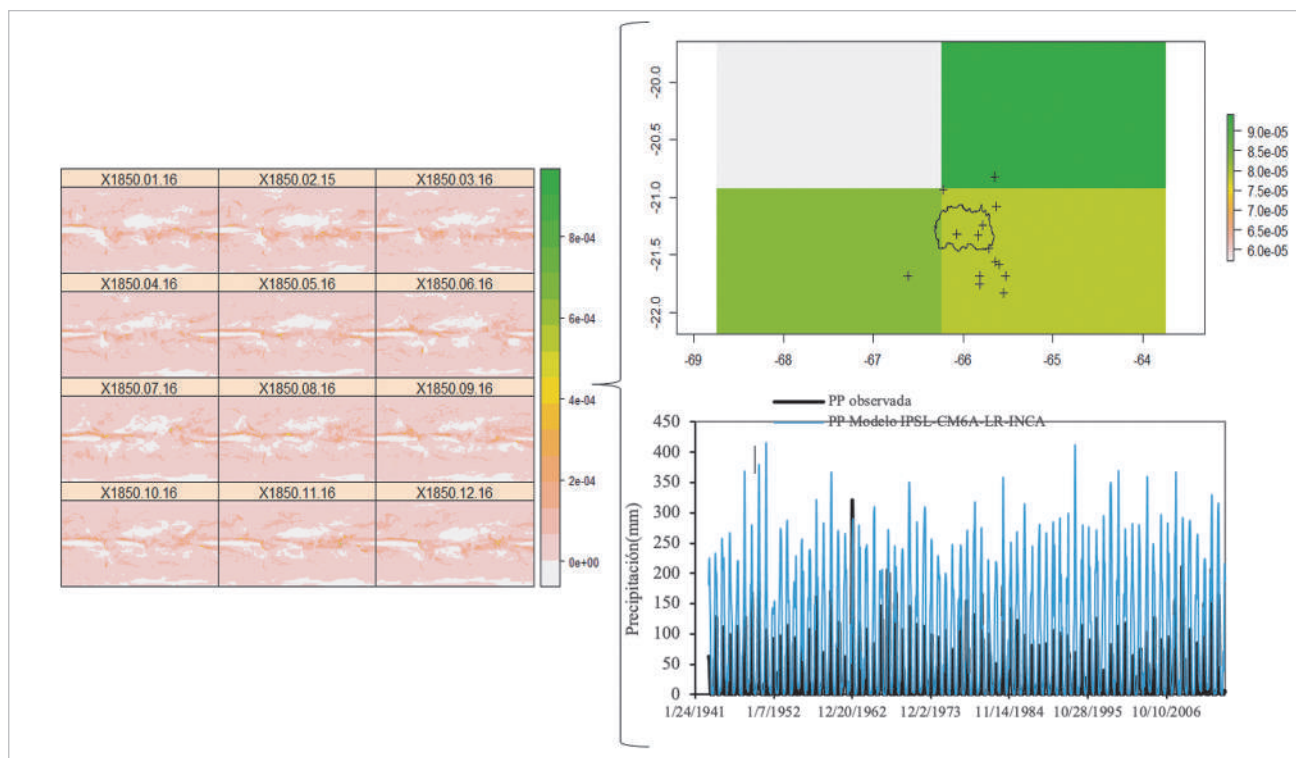 X1850.01.16 X1850.02.15 X1850.03.16
X1850.04.16 X1850.05.16 X1850.06.16
X1850.07.16 X1850.08.16 X1850.09.16
X1850.10.16 X1850.11.16 X1850.12.16
8e-04
6e-04
4e-04
2e-04
0e+00
-20.0
-20.5
-21.0
-21.5
-22.0
-69 -68 -67 -66 -65 -64
9.0e-05
8.5e-05
7.5e-05
7.0e-05
6.5e-05
6.0e-05
PP observada
PP Modelo IPSL-CM6A-LR-INCA
Precipitación(mm)
450
400
350
300
250
200
150
100
50
0
1/24/1941 1/7/1952 12/20/1962 12/2/1973 11/14/1984 10/28/1995 10/10/2006